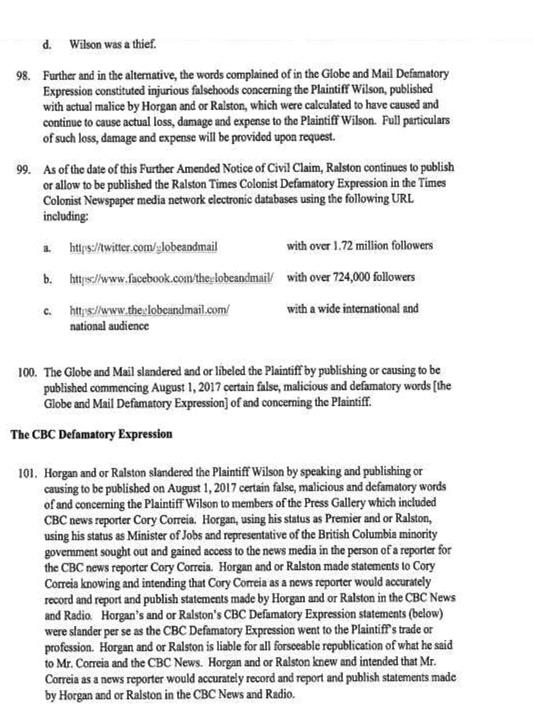 d. Wilson was a thief.
98. Further and in the alternative, the words complained of in the Globe and Mail Defamatory
Expression constituted injurious falsehoods concerning the Plaintiff Wilson, published
with actual malice by Horgan and or Ralston, which were calculated to have caused and
continue to cause actual loss, damage and expense to the Plaintiff Wilson. Full particulars
of such loss, damage and expense will be provided upon request.
99. As of the date of this Further Amended Notice of Civil Claim, Ralston continues to publish
or allow to be published the Ralston Times Colonist Defamatory Expression in the Times
Colonist Newspaper media network electronic databases using the following URL
including:
a. https://twitter.com/globeandmail with over 1.72 million followers
b. https://www.facebook.com/theglobeandmail/ with over 724,000 followers
c. https://www.theglobeandmail.com/ with a wide international and
national audience
100. The Globe and Mail slandered and or libeled the Plaintiff by publishing or causing to be
published commencing August 1, 2017 certain false, malicious and defamatory words [the
Globe and Mail Defamatory Expression] of and concerning the Plaintiff.
The CBC Defamatory Expression
101. Horgan and or Ralston slandered the Plaintiff Wilson by speaking and publishing or
causing to be published on August 1, 2017 certain false, malicious and defamatory words
of and concerning the Plaintiff Wilson to members of the Press Gallery which included
CBC news reporter Cory Correia. Horgan, using his status as Premier and or Ralston,
using his status as Minister of Jobs and representative of the British Columbia minority
government sought out and gained access to the news media in the person of a reporter for
the CBC news reporter Cory Correia. Horgan and or Ralston made statements to Cory
Correia knowing and intending that Cory Correia as a news reporter would accurately
record and report and publish statements made by Horgan and or Ralston in the CBC News
and Radio. Horgan's and or Ralston's CBC Defamatory Expression statements (below)
were slander per se as the CBC Defamatory Expression went to the Plaintiff's trade or
profession. Horgan and or Ralston is liable for all forseeable republication of what he said
to Mr. Correia and the CBC News. Horgan and or Ralston knew and intended that Mr.
Correia as a news reporter would accurately record and report and publish statements made
by Horgan and or Ralston in the CBC News and Radio.